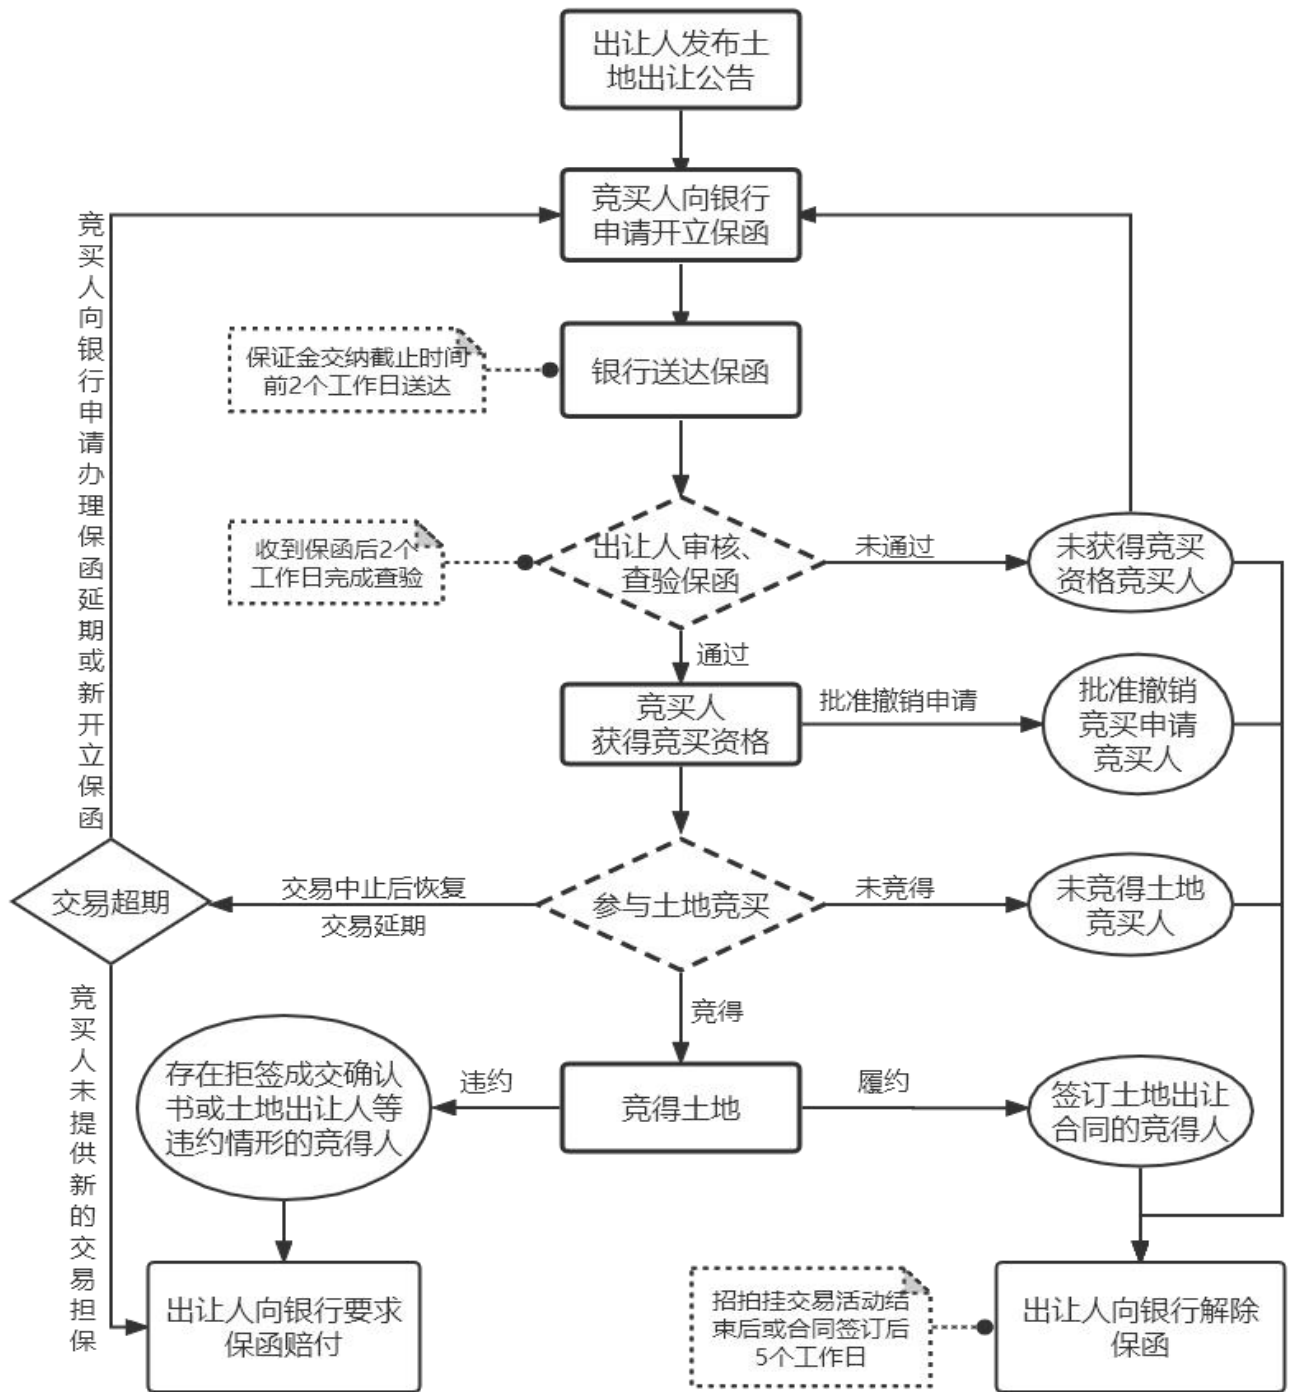 出让人发布土
地出让公告
竞买人向银行
申请开立保函
竞买人向银行申请办理保函延期或新开立保函
保证金交纳截止时间
前2个工作日送达
银行送达保函
收到保函后2个
工作日完成查验
出让人审核、
查验保函
未通过
未获得竞买
资格竞买人
通过
竞买人
获得竞买资格
批准撤销申请
批准撤销
竞买申请
竞买人
交易超期
交易中止后恢复
交易延期
参与土地竞买
未竞得
未竞得土地
竞买人
竞得
竞买人未提供新的交易担保
存在拒签成交确认
书或土地出让人等
违约情形的竞得人
违约
竞得土地
履约
签订土地出让
合同的竞得人
出让人向银行要求
保函赔付
招拍挂交易活动结
束后或合同签订后
5个工作日
出让人向银行解除
保函